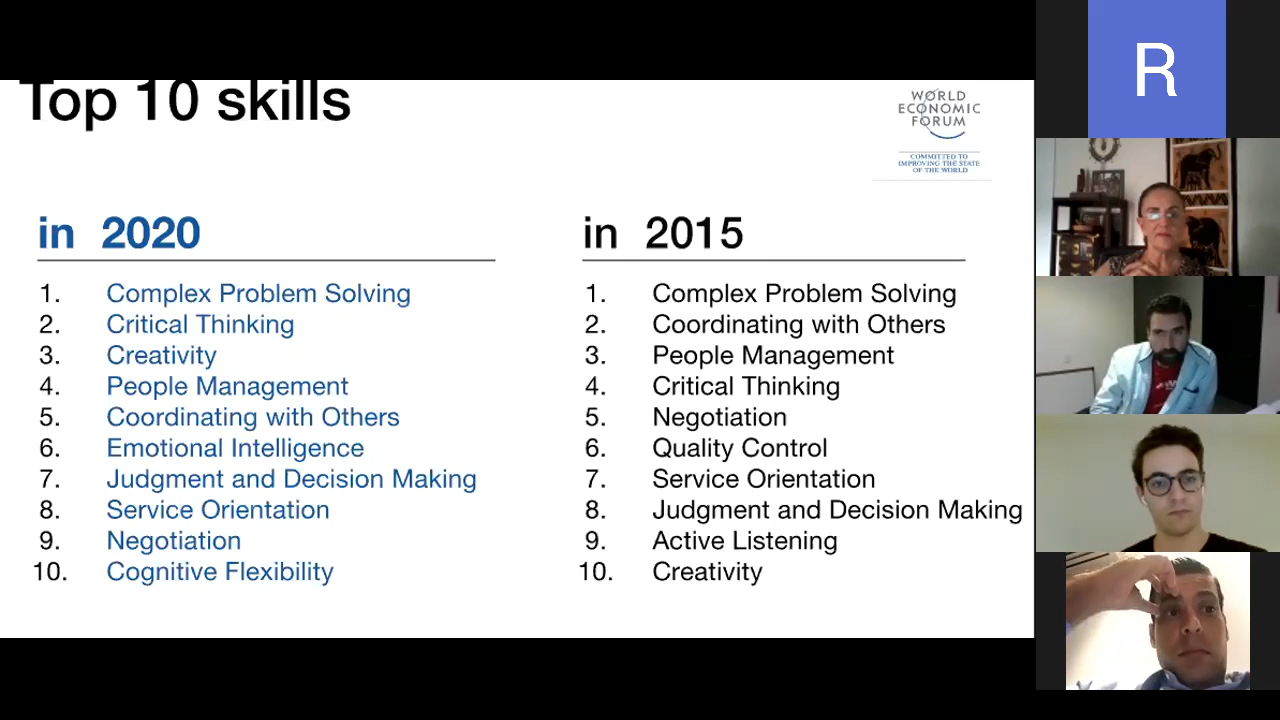 Top 10 skills
WORLD
ECONOMIC
FORUM
COMMITTED TO
IMPROVING THE STATE
OF THE WORLD
in 2020
1. Complex Problem Solving
2. Critical Thinking
3. Creativity
4. People Management
5. Coordinating with Others
6. Emotional Intelligence
7. Judgment and Decision Making
8. Service Orientation
9. Negotiation
10. Cognitive Flexibility
in 2015
1. Complex Problem Solving
2. Coordinating with Others
3. People Management
4. Critical Thinking
5. Negotiation
6. Quality Control
7. Service Orientation
8. Judgment and Decision Making
9. Active Listening
10. Creativity
R